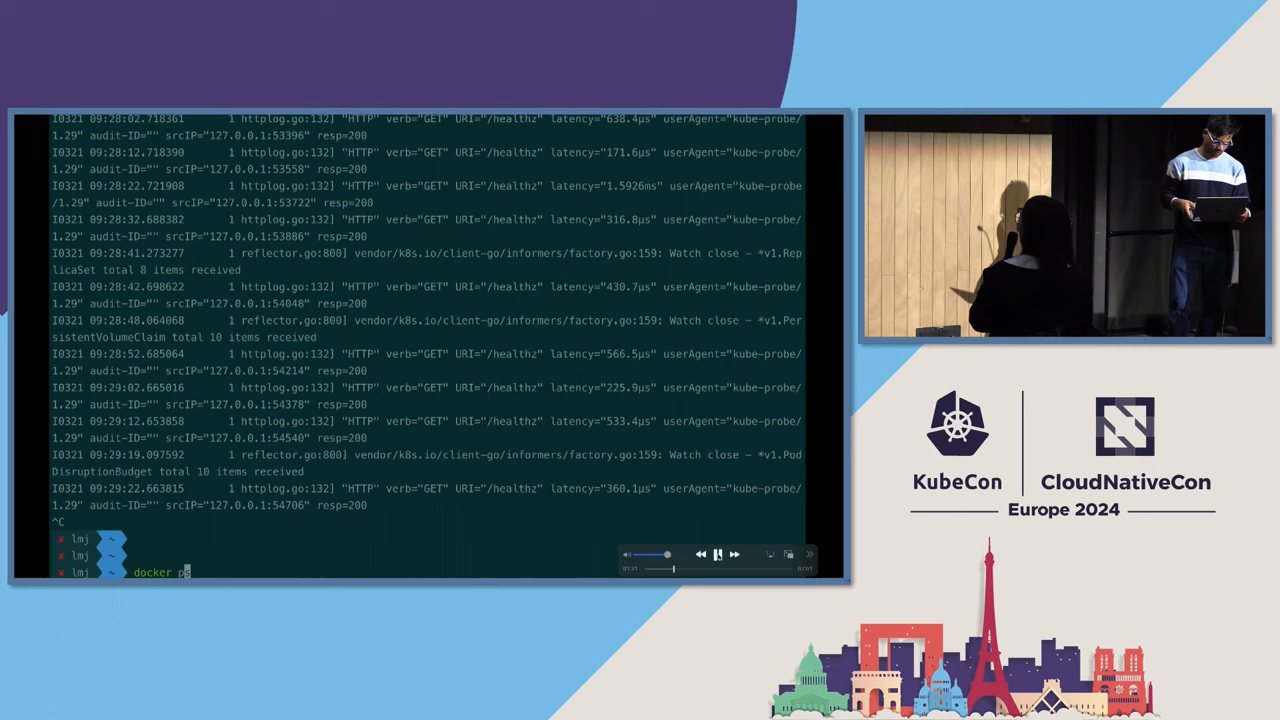 I0321 09:28:02.718361 1 httplog.go:132] "HTTP" verb="GET" URI="/healthz" latency="638.4µs" userAgent="kube-probe/
1.29" audit-ID="" srcIP="127.0.0.1:53396" resp=200
I0321 09:28:12.718390 1 httplog.go:132] "HTTP" verb="GET" URI="/healthz" latency="171.6µs" userAgent="kube-probe/
1.29" audit-ID="" srcIP="127.0.0.1:53558" resp=200
I0321 09:28:22.721908 1 httplog.go:132] "HTTP" verb="GET" URI="/healthz" latency="1.5926ms" userAgent="kube-probe
/1.29" audit-ID="" srcIP="127.0.0.1:53722" resp=200
I0321 09:28:32.688382 1 httplog.go:132] "HTTP" verb="GET" URI="/healthz" latency="316.8µs" userAgent="kube-probe/
1.29" audit-ID="" srcIP="127.0.0.1:53886" resp=200
I0321 09:28:41.273277 1 reflector.go:800] vendor/k8s.io/client-go/informers/factory.go:159: Watch close - *v1.Rep
licaSet total 8 items received
I0321 09:28:42.698622 1 httplog.go:132] "HTTP" verb="GET" URI="/healthz" latency="430.7µs" userAgent="kube-probe/
1.29" audit-ID="" srcIP="127.0.0.1:54048" resp=200
I0321 09:28:48.064068 1 reflector.go:800] vendor/k8s.io/client-go/informers/factory.go:159: Watch close - *v1.Per
sistentVolumeClaim total 10 items received
I0321 09:28:52.685064 1 httplog.go:132] "HTTP" verb="GET" URI="/healthz" latency="566.5µs" userAgent="kube-probe/
1.29" audit-ID="" srcIP="127.0.0.1:54214" resp=200
I0321 09:29:02.665016 1 httplog.go:132] "HTTP" verb="GET" URI="/healthz" latency="225.9µs" userAgent="kube-probe/
1.29" audit-ID="" srcIP="127.0.0.1:54378" resp=200
I0321 09:29:12.653858 1 httplog.go:132] "HTTP" verb="GET" URI="/healthz" latency="533.4µs" userAgent="kube-probe/
1.29" audit-ID="" srcIP="127.0.0.1:54540" resp=200
I0321 09:29:19.097592 1 reflector.go:800] vendor/k8s.io/client-go/informers/factory.go:159: Watch close - *v1.Pod
DisruptionBudget total 10 items received
I0321 09:29:22.663815 1 httplog.go:132] "HTTP" verb="GET" URI="/healthz" latency="360.1µs" userAgent="kube-probe/
1.29" audit-ID="" srcIP="127.0.0.1:54706" resp=200
^C
✘ lmj ~
✘ lmj ~
✘ lmj ~ docker ps
01:31
KubeCon
CloudNativeCon
Europe 2024